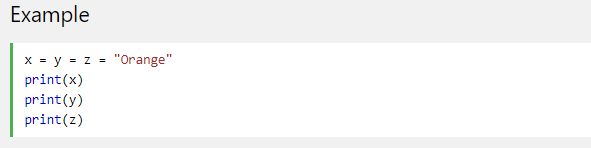 Example
x = y = z = "Orange"
print(x)
print(y)
print(z)